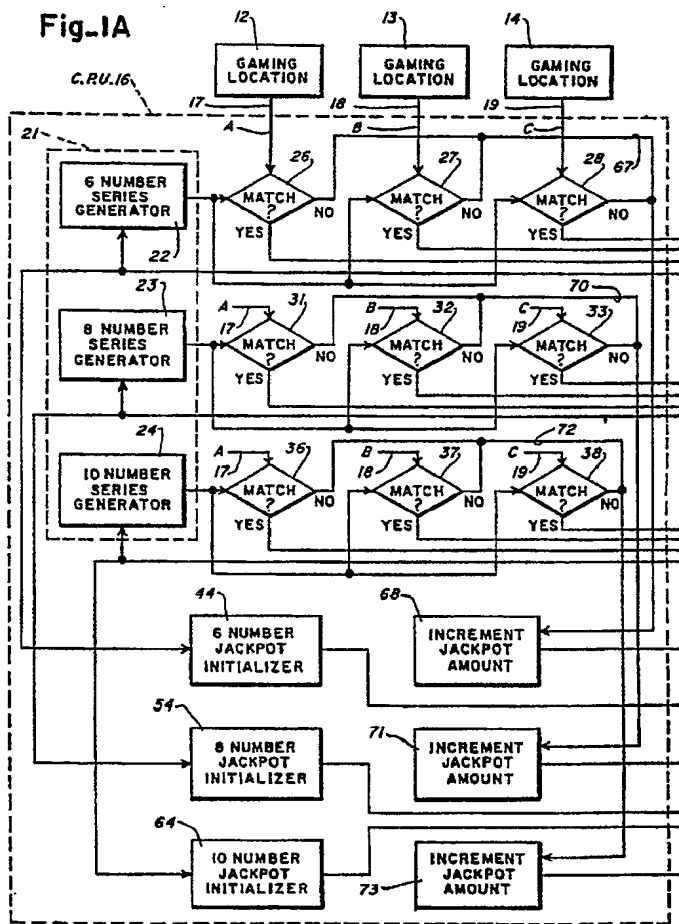 Fig_1A
12
13
14
GAMING
LOCATION
GAMING
LOCATION
GAMING
LOCATION
C.P.U.16
17
18
19
A
B
C
21
26
27
28
67
6 NUMBER
SERIES
GENERATOR
MATCH
?
NO
YES
MATCH
?
NO
YES
MATCH
?
NO
YES
22
23
A
17
31
B
18
32
C
19
33
70
8 NUMBER
SERIES
GENERATOR
MATCH
?
NO
YES
MATCH
?
NO
YES
MATCH
?
NO
YES
24
A
17
36
B
18
37
72
C
19
38
10 NUMBER
SERIES
GENERATOR
MATCH
?
NO
YES
MATCH
?
NO
YES
MATCH
?
NO
YES
44
68
6 NUMBER
JACKPOT
INITIALIZER
INCREMENT
JACKPOT
AMOUNT
54
71
8 NUMBER
JACKPOT
INITIALIZER
INCREMENT
JACKPOT
AMOUNT
64
10 NUMBER
JACKPOT
INITIALIZER
INCREMENT
JACKPOT
AMOUNT
73